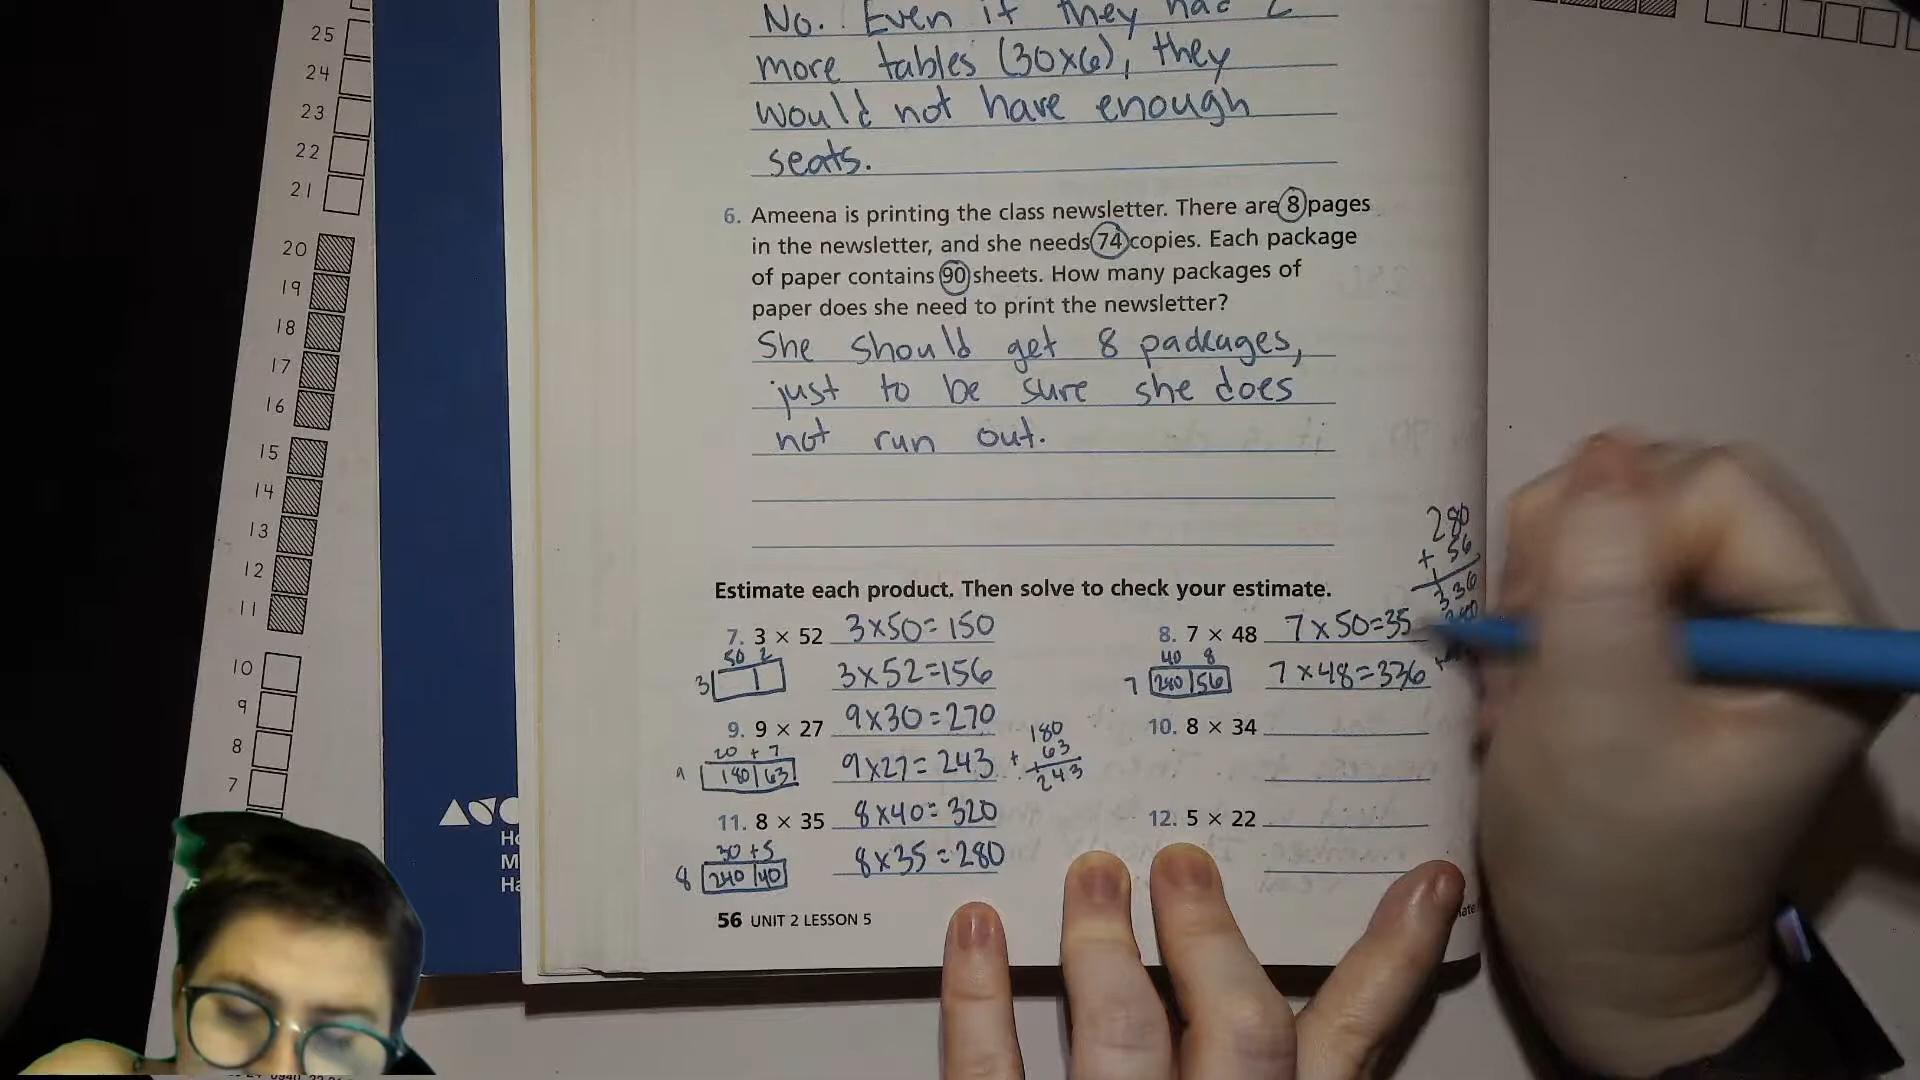 No. Even if they had 2
more tables (30x6), they
would not have enough
seats.
6. Ameena is printing the class newsletter. There are 8 pages
in the newsletter, and she needs 74 copies. Each package
of paper contains 90 sheets. How many packages of
paper does she need to print the newsletter?
She should get 8 packages,
just to be sure she does
not run out.
Estimate each product. Then solve to check your estimate.
7. 3 × 52 3x50=150
50 2
3
3x52=156
8. 7 × 48 7x50=35
40 8
7 280 56
7x48=336
280
+ 56
336
9. 9 × 27 9x30=270
20 + 7
9 180 63
9x27=243
180
+ 63
243
10. 8 × 34
11. 8 × 35 8x40=320
30 +5
8 240 40
8x35=280
12. 5 × 22
56 UNIT 2 LESSON 5
25
24
23
22
21
20
19
18
17
16
15
14
13
12
11
10
9
8
7